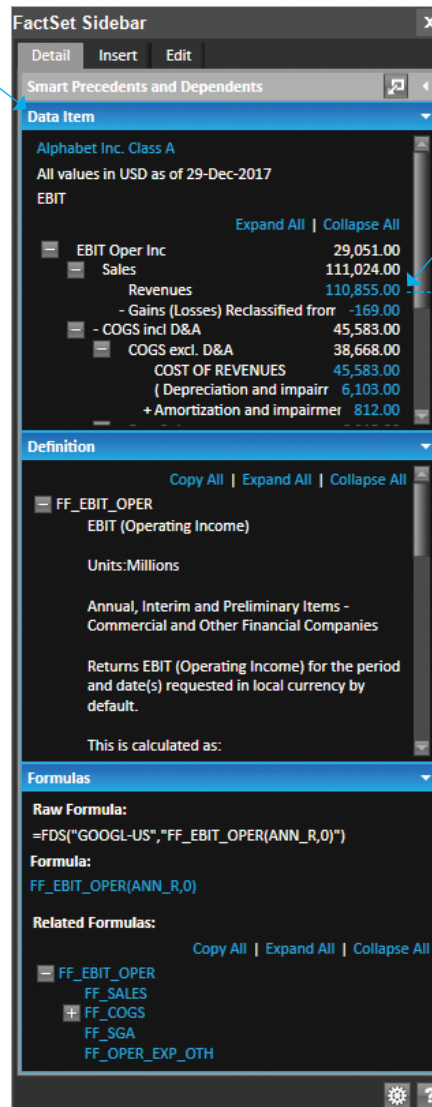 FactSet Sidebar
Detail Insert Edit
Smart Precedents and Dependents
Data Item
Alphabet Inc. Class A
All values in USD as of 29-Dec-2017
EBIT
Expand All | Collapse All
EBIT Oper Inc 29,051.00
Sales 111,024.00
Revenues 110,855.00
- Gains (Losses) Reclassified from -169.00
- COGS incl D&A 45,583.00
COGS excl. D&A 38,668.00
COST OF REVENUES 45,583.00
( Depreciation and impairr 6,103.00
+ Amortization and impairmer 812.00
Definition
Copy All | Expand All | Collapse All
FF_EBIT_OPER
EBIT (Operating Income)
Units:Millions
Annual, Interim and Preliminary Items -
Commercial and Other Financial Companies
Returns EBIT (Operating Income) for the period
and date(s) requested in local currency by
default.
This is calculated as:
Formulas
Raw Formula:
=FDS("GOOGL-US","FF_EBIT_OPER(ANN_R,0)")
Formula:
FF_EBIT_OPER(ANN_R,0)
Related Formulas:
Copy All | Expand All | Collapse All
FF_EBIT_OPER
FF_SALES
FF_COGS
FF_SGA
FF_OPER_EXP_OTH